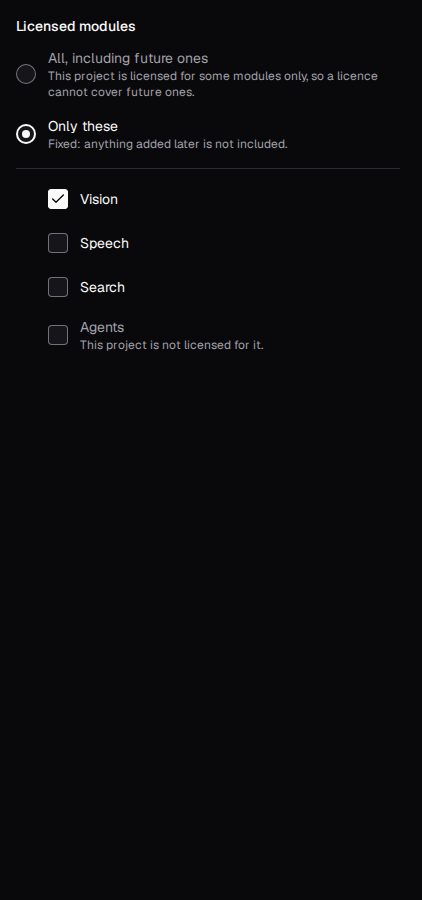 Licensed modules
All, including future ones
This project is licensed for some modules only, so a licence
cannot cover future ones.
Only these
Fixed: anything added later is not included.
Vision
Speech
Search
Agents
This project is not licensed for it.